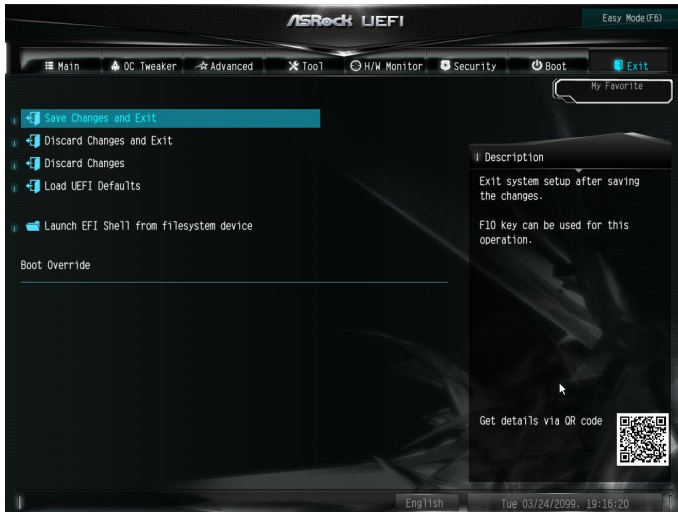 ASRock UEFI
Easy Mode(F6)
Main
OC Tweaker
Advanced
Tool
H/W Monitor
Security
Boot
Exit
My Favorite
Save Changes and Exit
Discard Changes and Exit
Discard Changes
Load UEFI Defaults
Launch EFI Shell from filesystem device
Boot Override
Description
Exit system setup after saving
the changes.
F10 key can be used for this
operation.
Get details via QR code
English
Tue 03/24/2099, 19:16:20